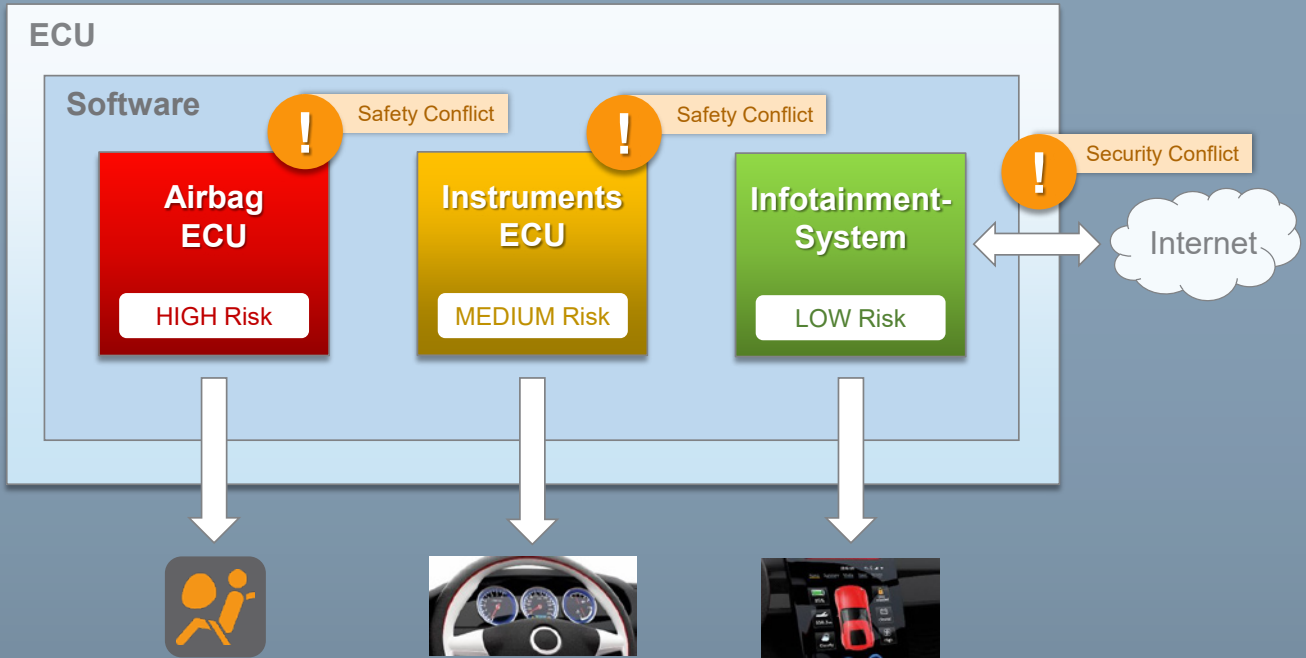 ECU
Software
!
Safety Conflict
!
Safety Conflict
!
Security Conflict
Airbag
ECU
HIGH Risk
Instruments
ECU
MEDIUM Risk
Infotainment-
System
LOW Risk
Internet